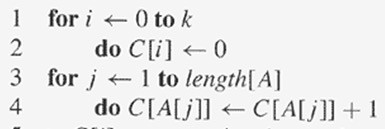 1 for i ← 0 to k
2 do C[i] ← 0
3 for j ← 1 to length[A]
4 do C[A[j]] ← C[A[j]] + 1